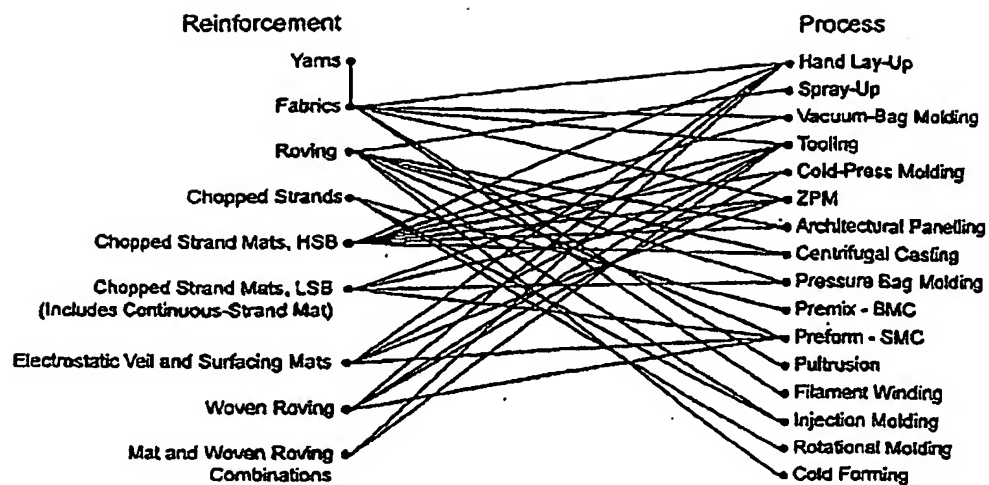 Reinforcement
Yarns
Fabrics
Roving
Chopped Strands
Chopped Strand Mats, HSB
Chopped Strand Mats, LSB
(Includes Continuous-Strand Mat)
Electrostatic Veil and Surfacing Mats
Woven Roving
Mat and Woven Roving
Combinations
Process
Hand Lay-Up
Spray-Up
Vacuum-Bag Molding
Tooling
Cold-Press Molding
ZPM
Architectural Panelling
Centrifugal Casting
Pressure Bag Molding
Premix - BMC
Preform - SMC
Pultrusion
Filament Winding
Injection Molding
Rotational Molding
Cold Forming